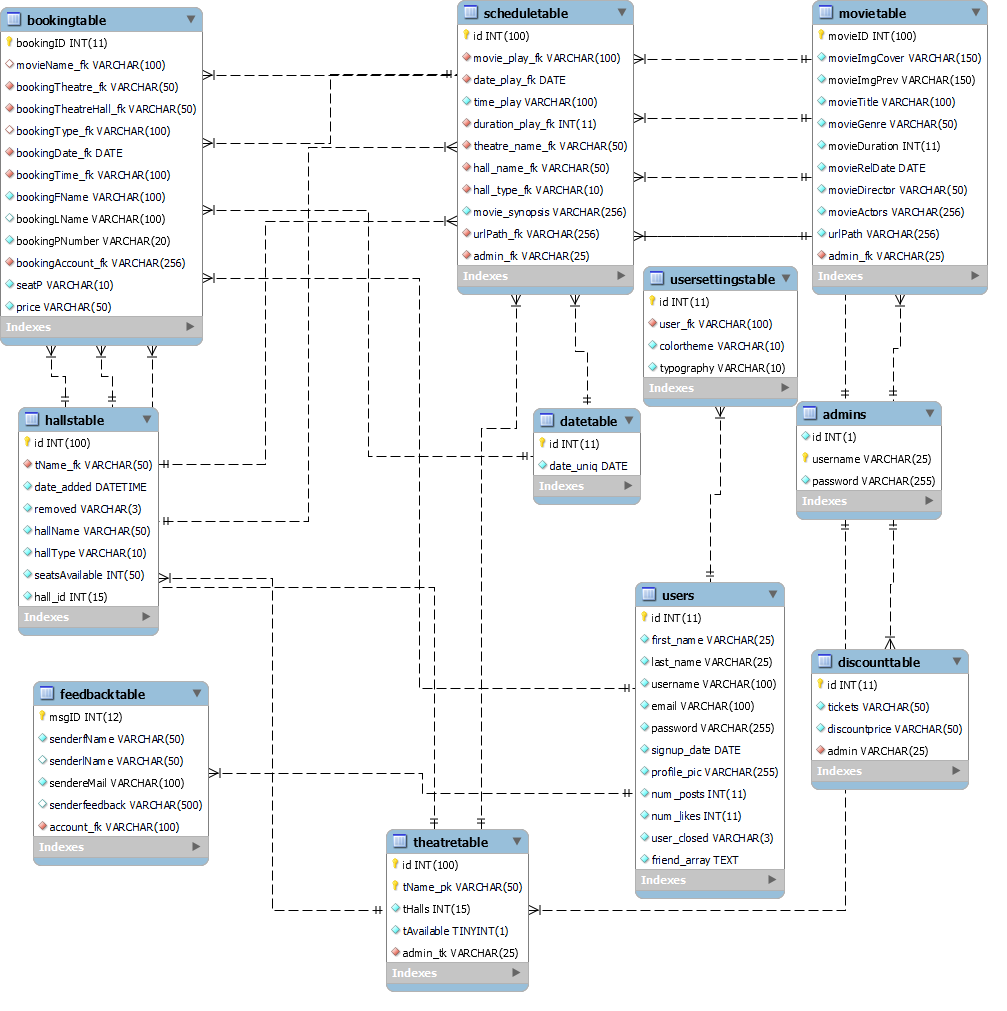 bookingtable
bookingID INT(11)
movieName_fk VARCHAR(100)
bookingTheatre_fk VARCHAR(50)
bookingTheatreHall_fk VARCHAR(50)
bookingType_fk VARCHAR(100)
bookingDate_fk DATE
bookingTime_fk VARCHAR(100)
bookingFName VARCHAR(100)
bookingLName VARCHAR(100)
bookingPNumber VARCHAR(20)
bookingAccount_fk VARCHAR(256)
seatP VARCHAR(10)
price VARCHAR(50)
Indexes
scheduletable
id INT(100)
movie_play_fk VARCHAR(100)
date_play_fk DATE
time_play VARCHAR(100)
duration_play_fk INT(11)
theatre_name_fk VARCHAR(50)
hall_name_fk VARCHAR(50)
hall_type_fk VARCHAR(10)
movie_synopsis VARCHAR(256)
urlPath_fk VARCHAR(256)
admin_fk VARCHAR(25)
Indexes
movietable
movieID INT(100)
movieImgCover VARCHAR(150)
movieImgPrev VARCHAR(150)
movieTitle VARCHAR(100)
movieGenre VARCHAR(50)
movieDuration INT(11)
movieRelDate DATE
movieDirector VARCHAR(50)
movieActors VARCHAR(256)
urlPath VARCHAR(256)
admin_fk VARCHAR(25)
Indexes
usersettingstable
id INT(11)
user_fk VARCHAR(100)
colortheme VARCHAR(10)
typography VARCHAR(10)
Indexes
hallstable
id INT(100)
tName_fk VARCHAR(50)
date_added DATETIME
removed VARCHAR(3)
hallName VARCHAR(50)
hallType VARCHAR(10)
seatsAvailable INT(50)
hall_id INT(15)
Indexes
datetable
id INT(11)
date_uniq DATE
Indexes
admins
id INT(1)
username VARCHAR(25)
password VARCHAR(255)
Indexes
users
id INT(11)
first_name VARCHAR(25)
last_name VARCHAR(25)
username VARCHAR(100)
email VARCHAR(100)
password VARCHAR(255)
signup_date DATE
profile_pic VARCHAR(255)
num_posts INT(11)
num_likes INT(11)
user_closed VARCHAR(3)
friend_array TEXT
Indexes
discounttable
id INT(11)
tickets VARCHAR(50)
discountprice VARCHAR(50)
admin VARCHAR(25)
Indexes
feedbacktable
msgID INT(12)
senderfName VARCHAR(50)
senderlName VARCHAR(50)
sendereMail VARCHAR(100)
senderfeedback VARCHAR(500)
account_fk VARCHAR(100)
Indexes
theatretable
id INT(100)
tName_pk VARCHAR(50)
tHalls INT(15)
tAvailable TINYINT(1)
admin_tk VARCHAR(25)
Indexes